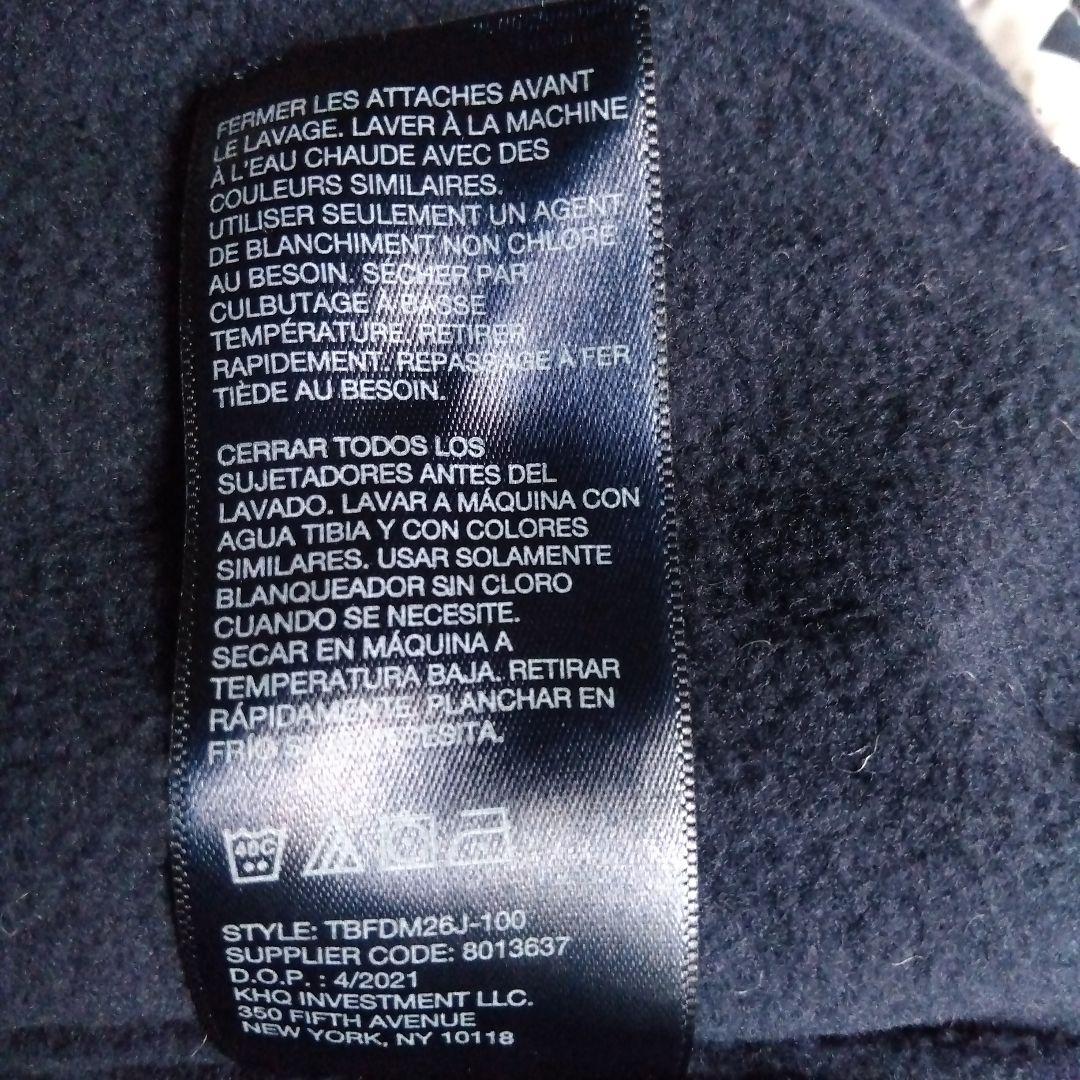 FERMER LES ATTACHES AVANT
LE LAVAGE. LAVER À LA MACHINE
À L'EAU CHAUDE AVEC DES
COULEURS SIMILAIRES.
UTILISER SEULEMENT UN AGENT
DE BLANCHIMENT NON CHLORE
AU BESOIN. SÉCHER PAR
CULBUTAGE À BASSE
TEMPÉRATURE. RETIRER
RAPIDEMENT. REPASSAGE À FER
TIÈDE AU BESOIN.
CERRAR TODOS LOS
SUJETADORES ANTES DEL
LAVADO. LAVAR A MÁQUINA CON
AGUA TIBIA Y CON COLORES
SIMILARES. USAR SOLAMENTE
BLANQUEADOR SIN CLORO
CUANDO SE NECESITE.
SECAR EN MÁQUINA A
TEMPERATURA BAJA. RETIRAR
RÁPIDAMENTE. PLANCHAR EN
FRÍO
ABC
STYLE: TBFDM26J-100
SUPPLIER CODE: 8013637
D.O.P. : 4/2021
KHQ INVESTMENT LLC.
350 FIFTH AVENUE
NEW YORK, NY 10118